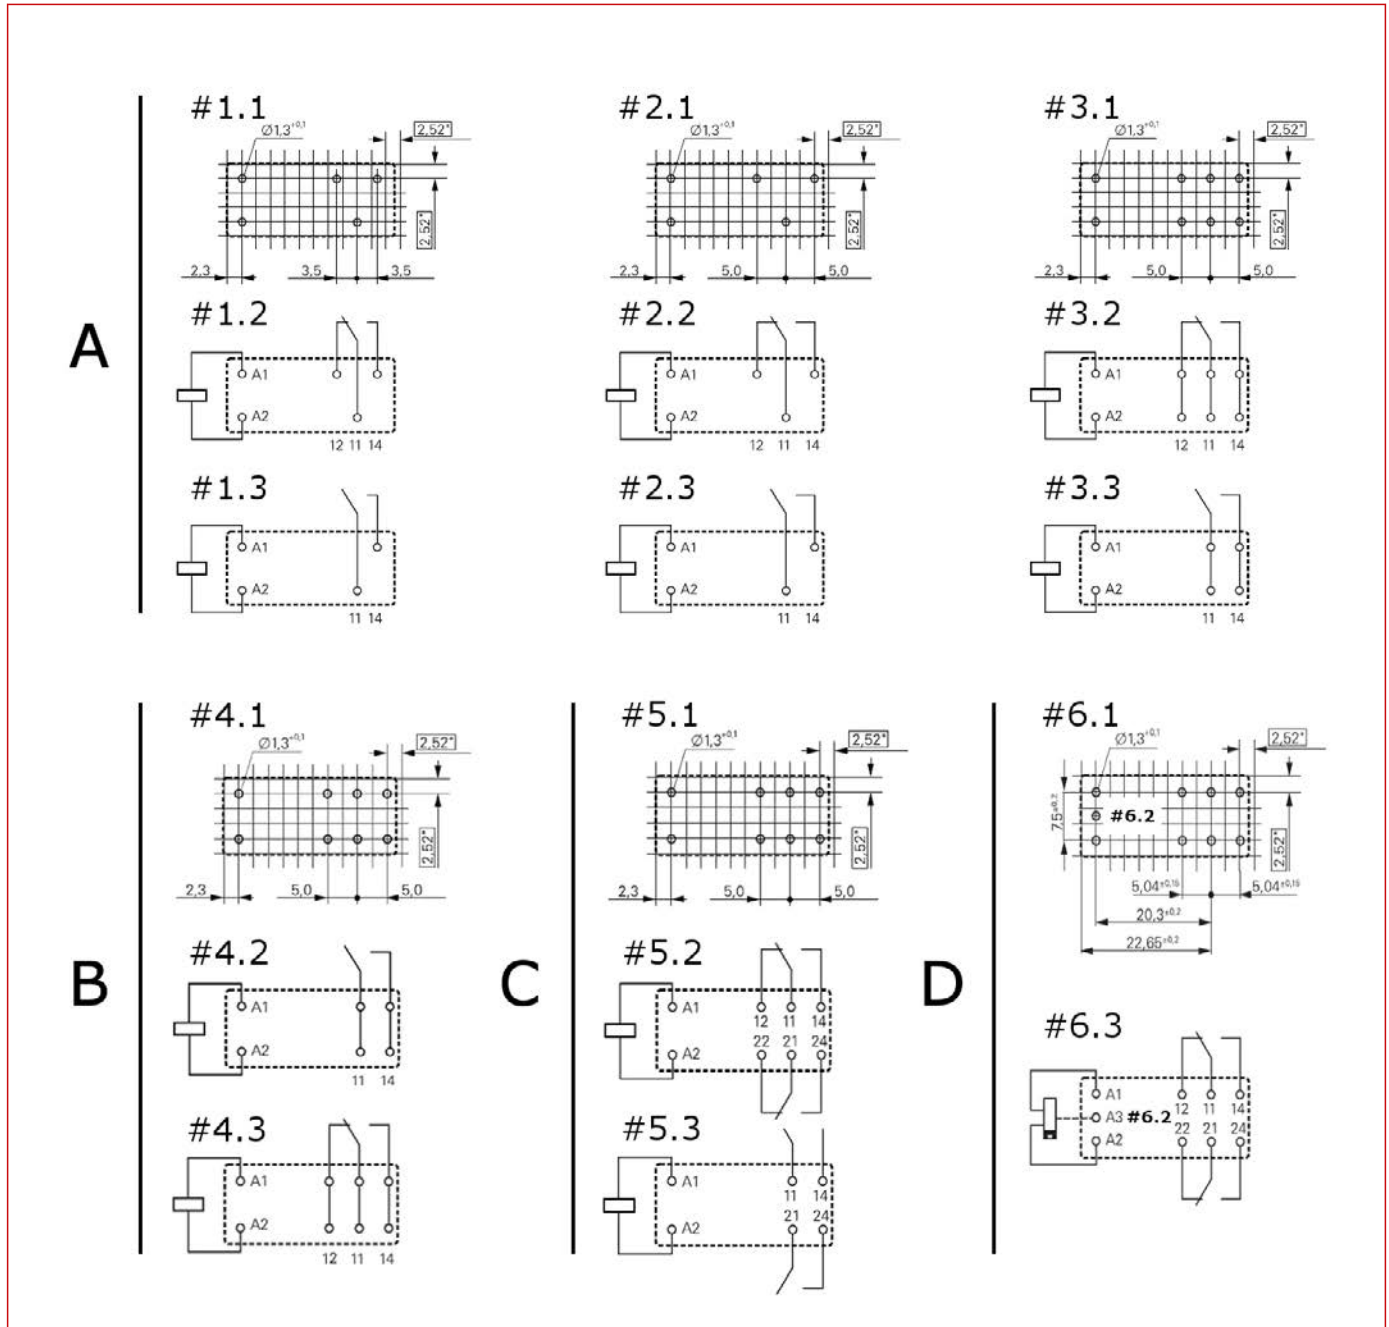 #1.1
Ø1,3+0,1
2,52*
2,52*
2,3
3,5
3,5
#2.1
Ø1,3+0,1
2,52*
2,52*
2,3
5,0
5,0
#3.1
Ø1,3+0,1
2,52*
2,52*
2,3
5,0
5,0
A
#1.2
A1
A2
12 11 14
#2.2
A1
A2
12 11 14
#3.2
A1
A2
12 11 14
#1.3
A1
A2
11 14
#2.3
A1
A2
11 14
#3.3
A1
A2
11 14
#4.1
Ø1,3+0,1
2,52*
2,52*
2,3
5,0
5,0
#5.1
Ø1,3+0,1
2,52*
2,52*
2,3
5,0
5,0
#6.1
Ø1,3+0,1
2,52*
7,5±0,2
#6.2
2,52*
5,04±0,15
5,04±0,15
20,3±0,2
22,65±0,2
B
#4.2
A1
A2
11 14
#4.3
A1
A2
12 11 14
C
#5.2
A1
12 11 14
22 21 24
A2
#5.3
A1
11 14
21 24
A2
D
#6.3
A1
12 11 14
A3 #6.2
22 21 24
A2